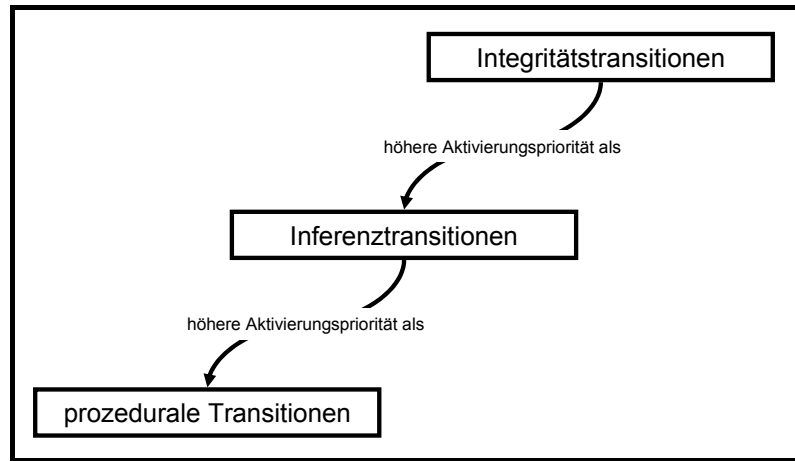 Integritätstransitionen
höhere Aktivierungspriorität als
Inferenztransitionen
höhere Aktivierungspriorität als
prozedurale Transitionen